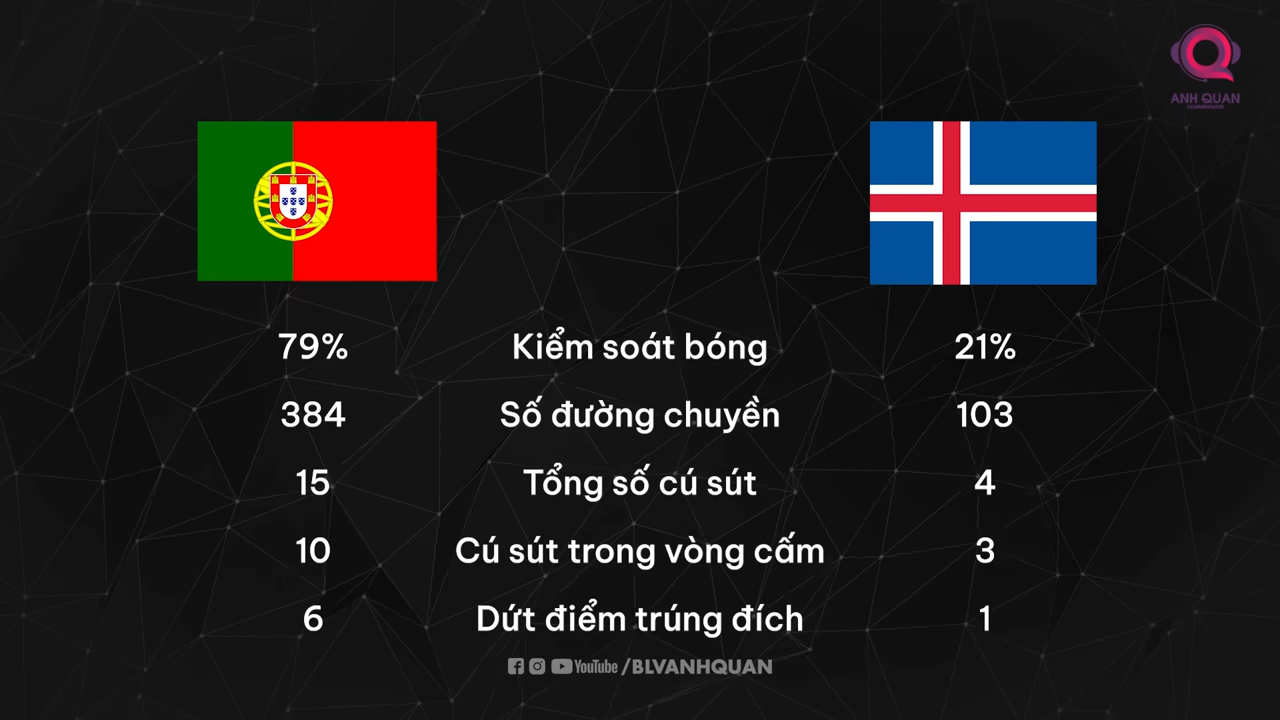 ANH QUAN
79% Kiểm soát bóng 21%
384 Số đường chuyền 103
15 Tổng số cú sút 4
10 Cú sút trong vòng cấm 3
6 Dứt điểm trúng đích 1
YouTube /BLVANHQUAN